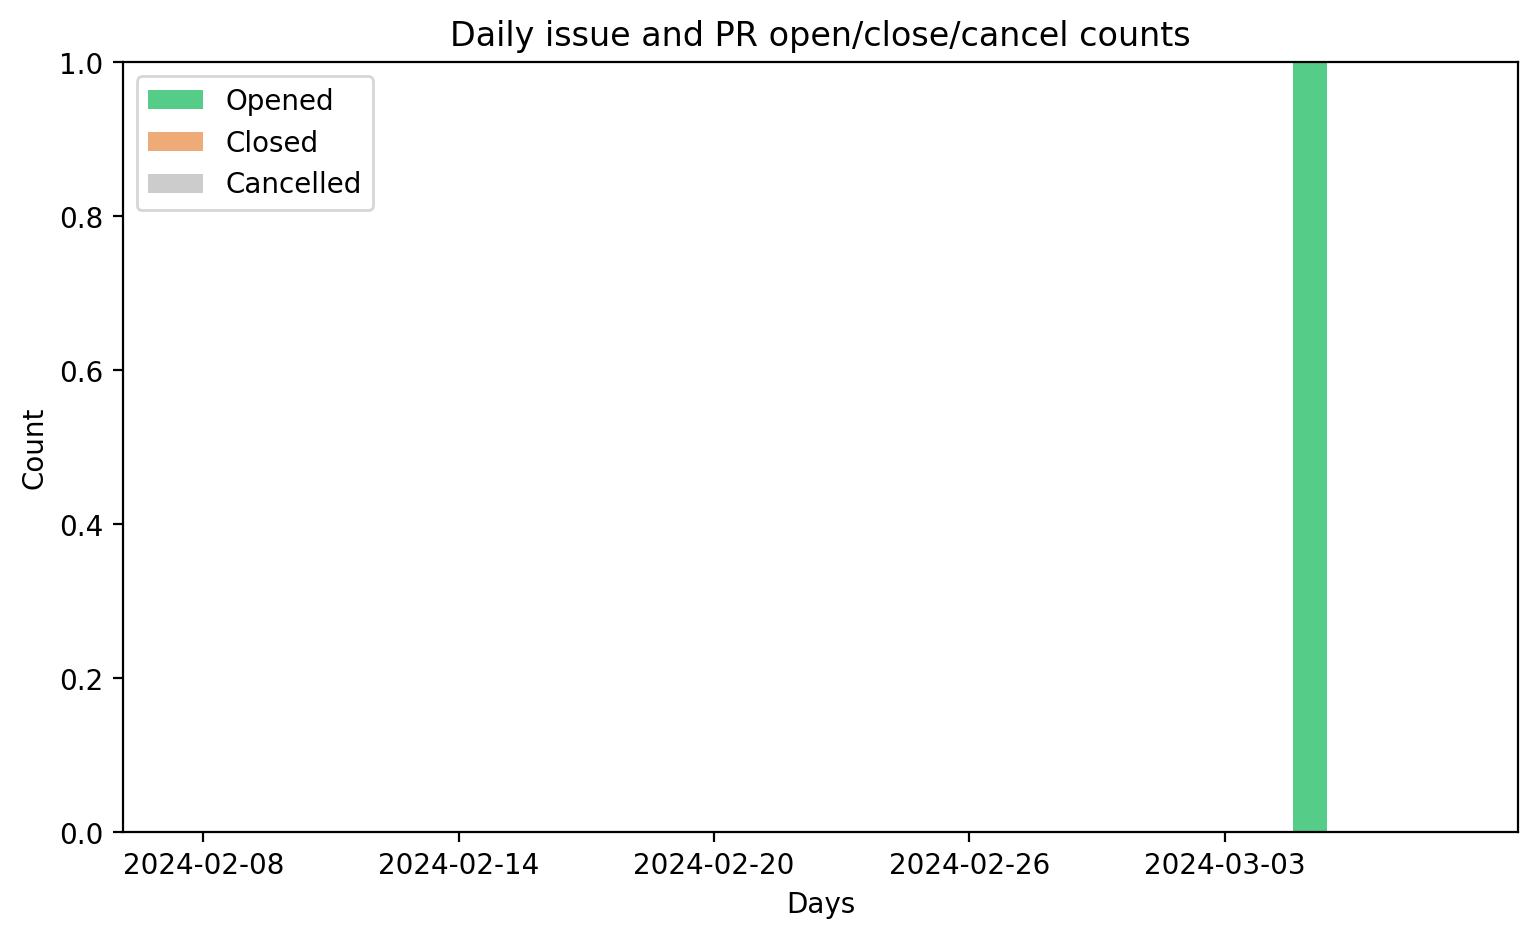 Daily issue and PR open/close/cancel counts
1.0
0.8
0.6
0.4
0.2
0.0
Count
Opened
Closed
Cancelled
2024-02-08
2024-02-14
2024-02-20
2024-02-26
2024-03-03
Days